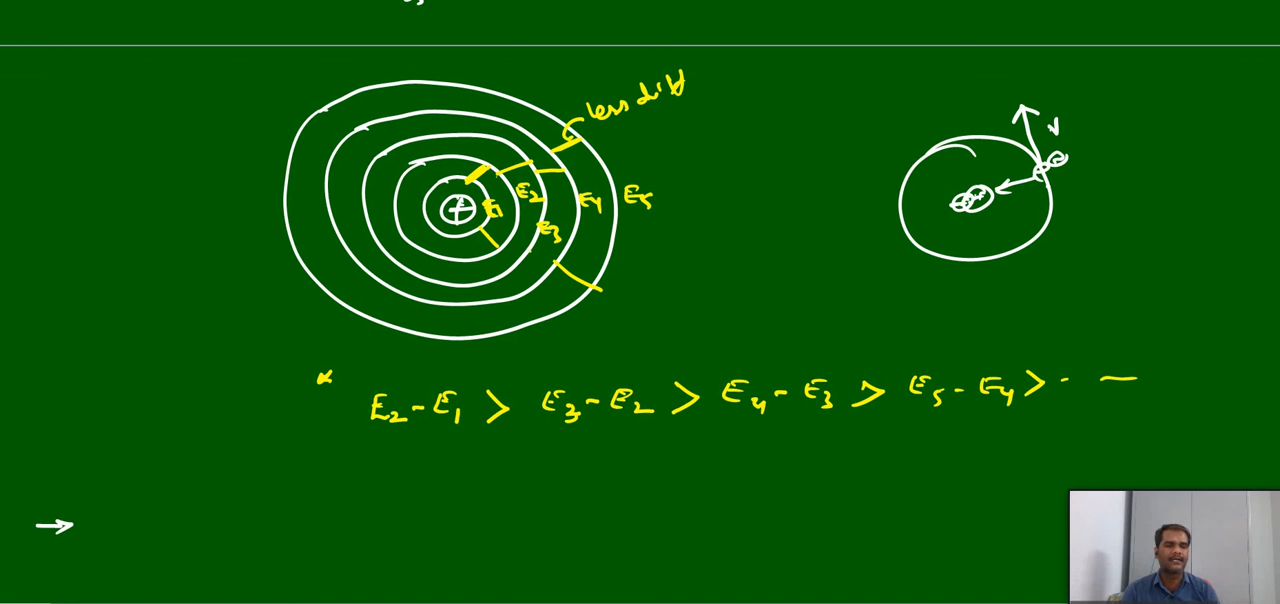 less diff
E1 E2 E3 E4 E5
+
v
e
+
* E2-E1 > E3-E2 > E4-E3 > E5-E4 > - —
→